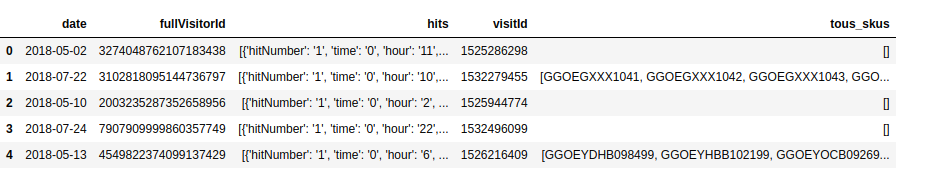 date fullVisitorId hits visitId tous_skus
0 2018-05-02 3274048762107183438 [{'hitNumber': '1', 'time': '0', 'hour': '11',... 1525286298 []
1 2018-07-22 3102818095144736797 [{'hitNumber': '1', 'time': '0', 'hour': '10',... 1532279455 [GGOEGXXX1041, GGOEGXXX1042, GGOEGXXX1043, GGO...
2 2018-05-10 2003235287352658956 [{'hitNumber': '1', 'time': '0', 'hour': '2', ... 1525944774 []
3 2018-07-24 7907909999860357749 [{'hitNumber': '1', 'time': '0', 'hour': '22',... 1532496099 []
4 2018-05-13 4549822374099137429 [{'hitNumber': '1', 'time': '0', 'hour': '6', ... 1526216409 [GGOEYDHB098499, GGOEYHBB102199, GGOEYOCB09269...